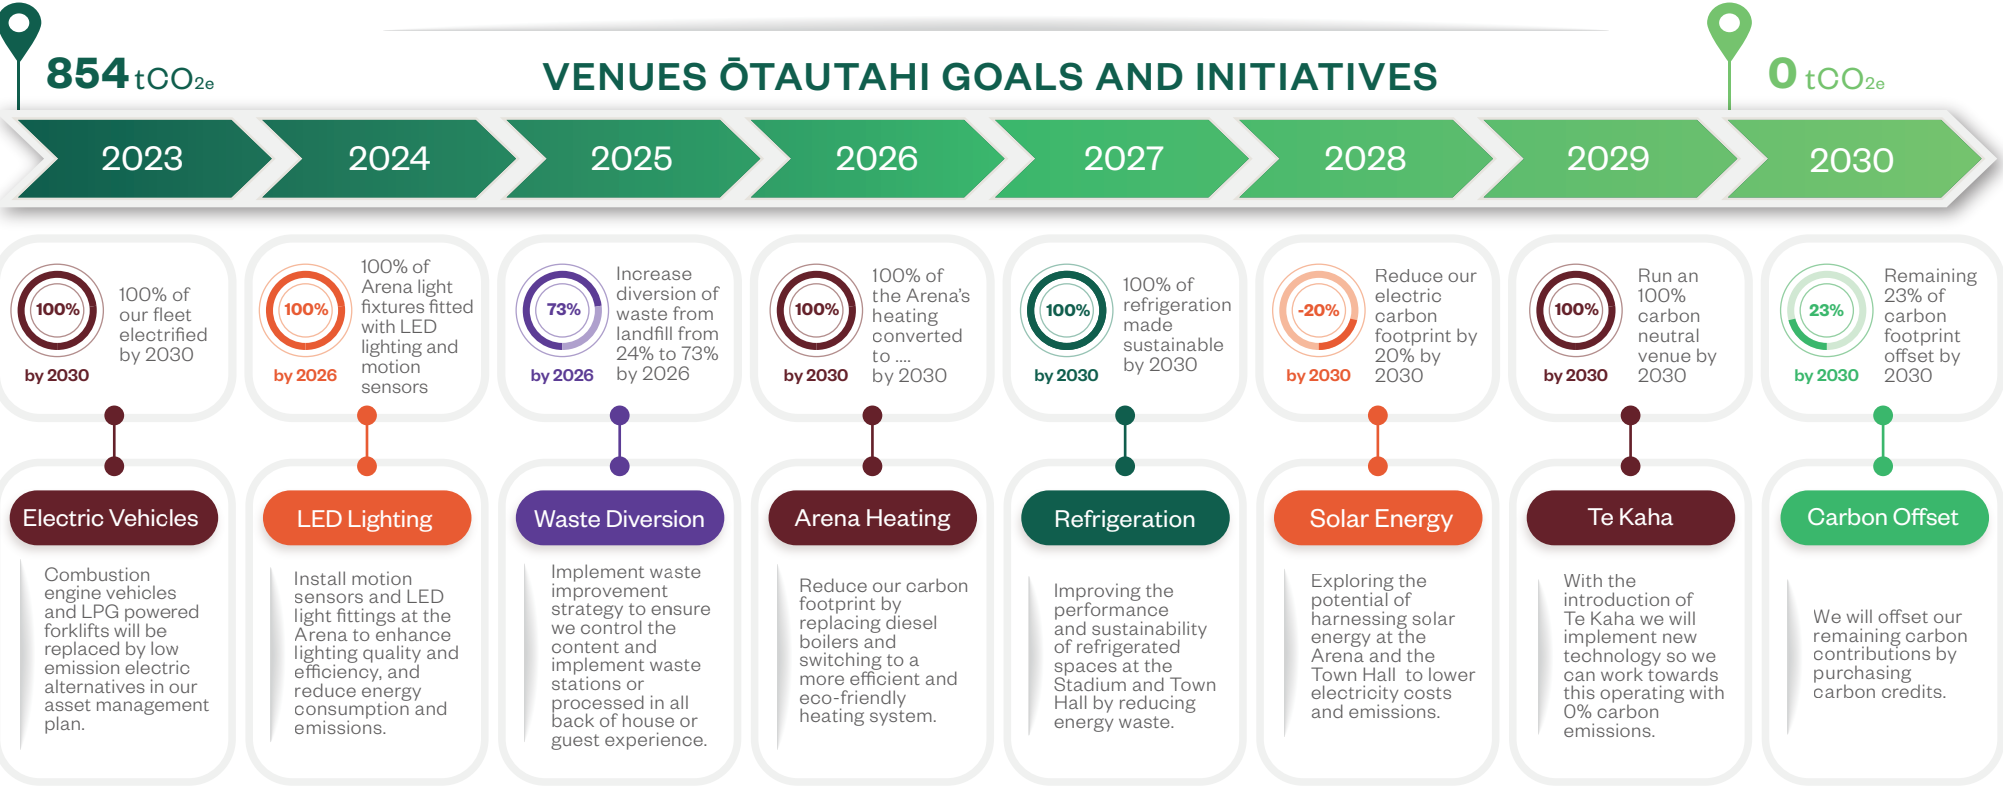 854 tCO2e
VENUES ŌTAUTAHI GOALS AND INITIATIVES
0 tCO2e
2023
2024
2025
2026
2027
2028
2029
2030
100%
by 2030
100% of
our fleet
electrified
by 2030
100%
by 2026
100% of
Arena light
fixtures fitted
with LED
lighting and
motion
sensors
73%
by 2026
Increase
diversion of
waste from
landfill from
24% to 73%
by 2026
100%
by 2030
100% of
the Arena's
heating
converted
to ....
by 2030
100%
by 2030
100% of
refrigeration
made
sustainable
by 2030
-20%
by 2030
Reduce our
electric
carbon
footprint by
20% by
2030
100%
by 2030
Run an
100%
carbon
neutral
venue by
2030
23%
by 2030
Remaining
23% of
carbon
footprint
offset by
2030
Electric Vehicles
Combustion
engine vehicles
and LPG powered
forklifts will be
replaced by low
emission electric
alternatives in our
asset management
plan.
LED Lighting
Install motion
sensors and LED
light fittings at the
Arena to enhance
lighting quality and
efficiency, and
reduce energy
consumption and
emissions.
Waste Diversion
Implement waste
improvement
strategy to ensure
we control the
content and
implement waste
stations or
processed in all
back of house or
guest experience.
Arena Heating
Reduce our carbon
footprint by
replacing diesel
boilers and
switching to a
more efficient and
eco-friendly
heating system.
Refrigeration
Improving the
performance
and sustainability
of refrigerated
spaces at the
Stadium and Town
Hall by reducing
energy waste.
Solar Energy
Exploring the
potential of
harnessing solar
energy at the
Arena and the
Town Hall to lower
electricity costs
and emissions.
Te Kaha
With the
introduction of
Te Kaha we will
implement new
technology so we
can work towards
this operating with
0% carbon
emissions.
Carbon Offset
We will offset our
remaining carbon
contributions by
purchasing
carbon credits.